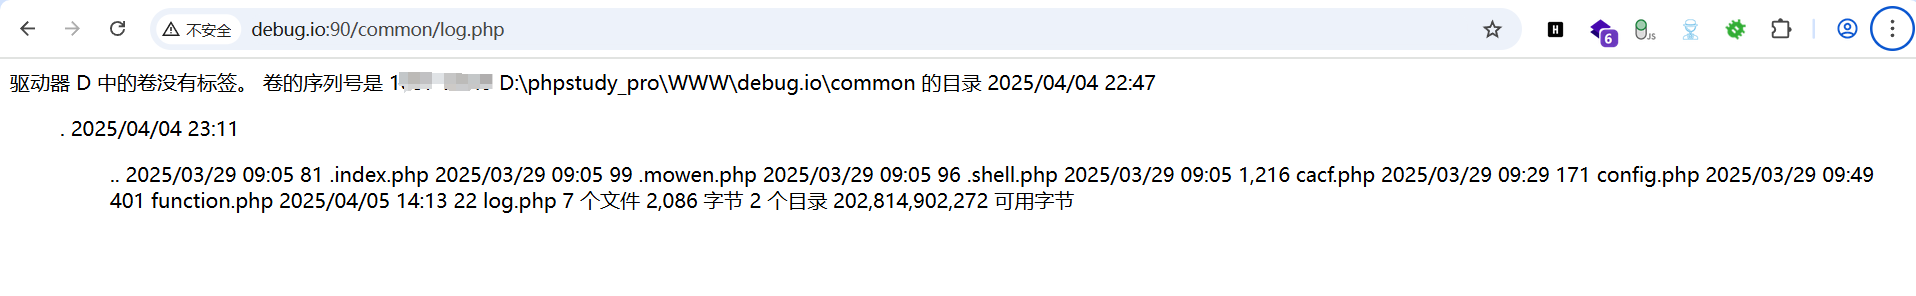 不安全 debug.io:90/common/log.php
H 6 JS
驱动器 D 中的卷没有标签。 卷的序列号是 D:\phpstudy_pro\WWW\debug.io\common 的目录 2025/04/04 22:47
. 2025/04/04 23:11
.. 2025/03/29 09:05 81 .index.php 2025/03/29 09:05 99 .mowen.php 2025/03/29 09:05 96 .shell.php 2025/03/29 09:05 1,216 cacf.php 2025/03/29 09:29 171 config.php 2025/03/29 09:49
401 function.php 2025/04/05 14:13 22 log.php 7 个文件 2,086 字节 2 个目录 202,814,902,272 可用字节